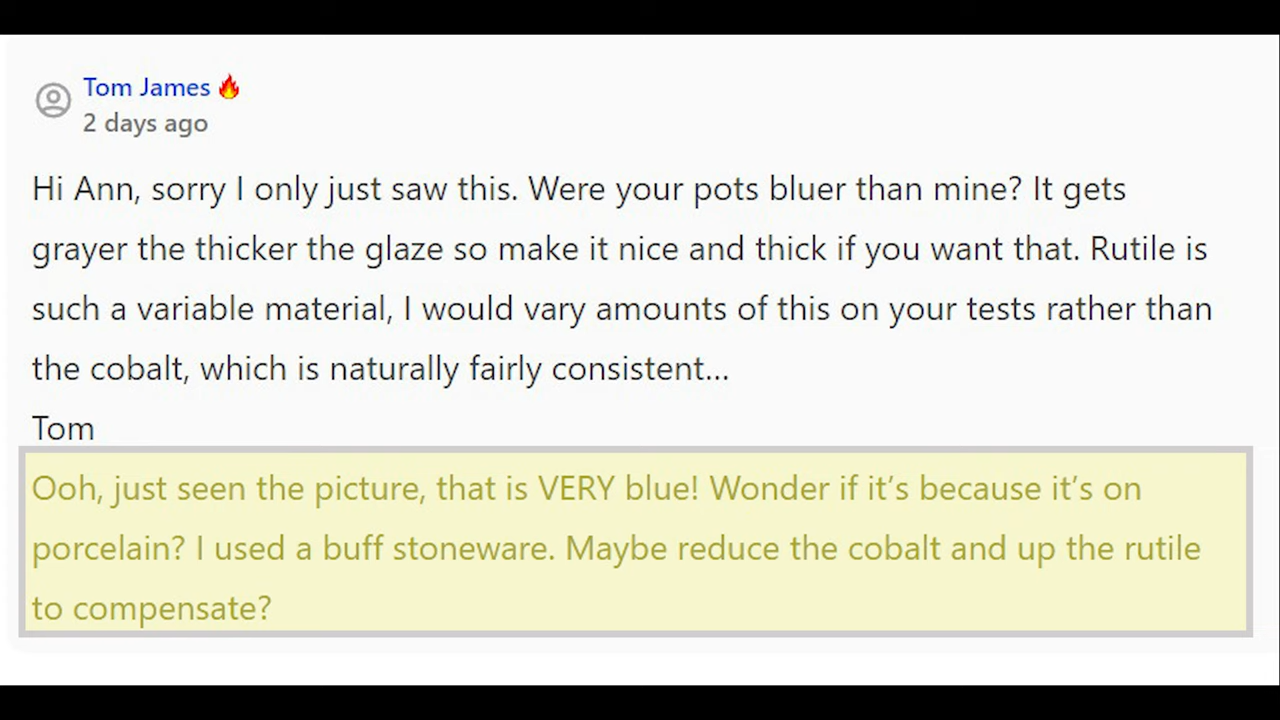 Tom James 🔥
2 days ago
Hi Ann, sorry I only just saw this. Were your pots bluer than mine? It gets
grayer the thicker the glaze so make it nice and thick if you want that. Rutile is
such a variable material, I would vary amounts of this on your tests rather than
the cobalt, which is naturally fairly consistent...
Tom
Ooh, just seen the picture, that is VERY blue! Wonder if it’s because it’s on
porcelain? I used a buff stoneware. Maybe reduce the cobalt and up the rutile
to compensate?